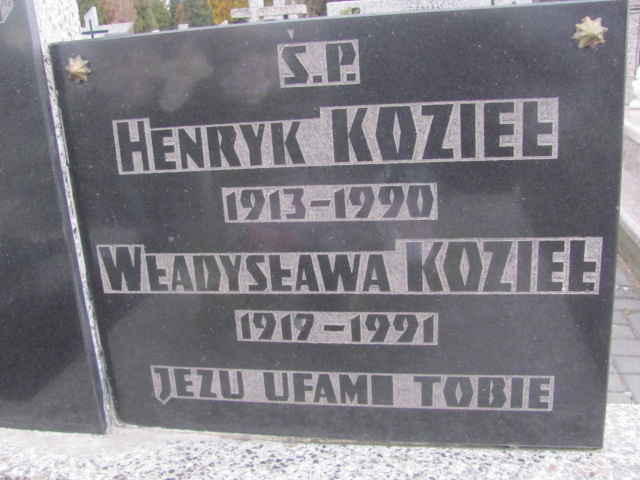 Ś.P.
HENRYK KOZIEŁ
1913-1990
WŁADYSŁAWA KOZIEŁ
1919-1991
JEZU UFAM TOBIE